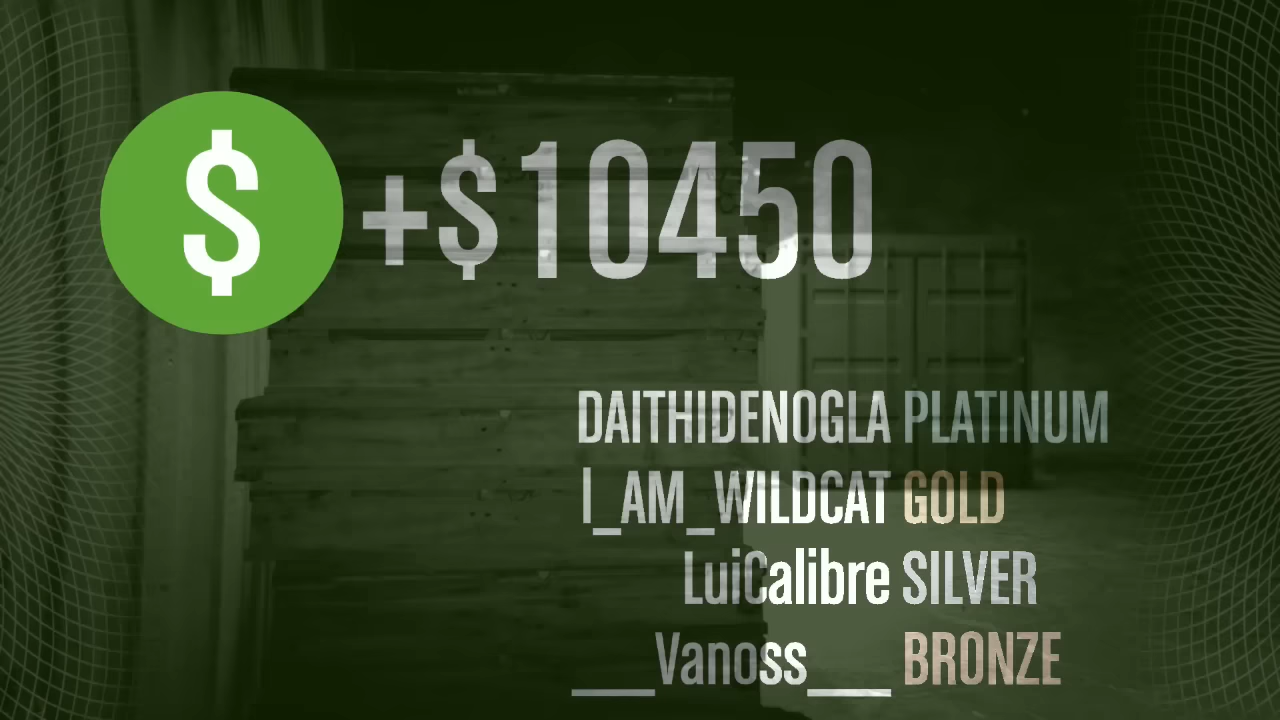 $ +$10450
DAITHIDENOGLA PLATINUM
I_AM_WILDCAT GOLD
LuiCalibre SILVER
___Vanoss___ BRONZE